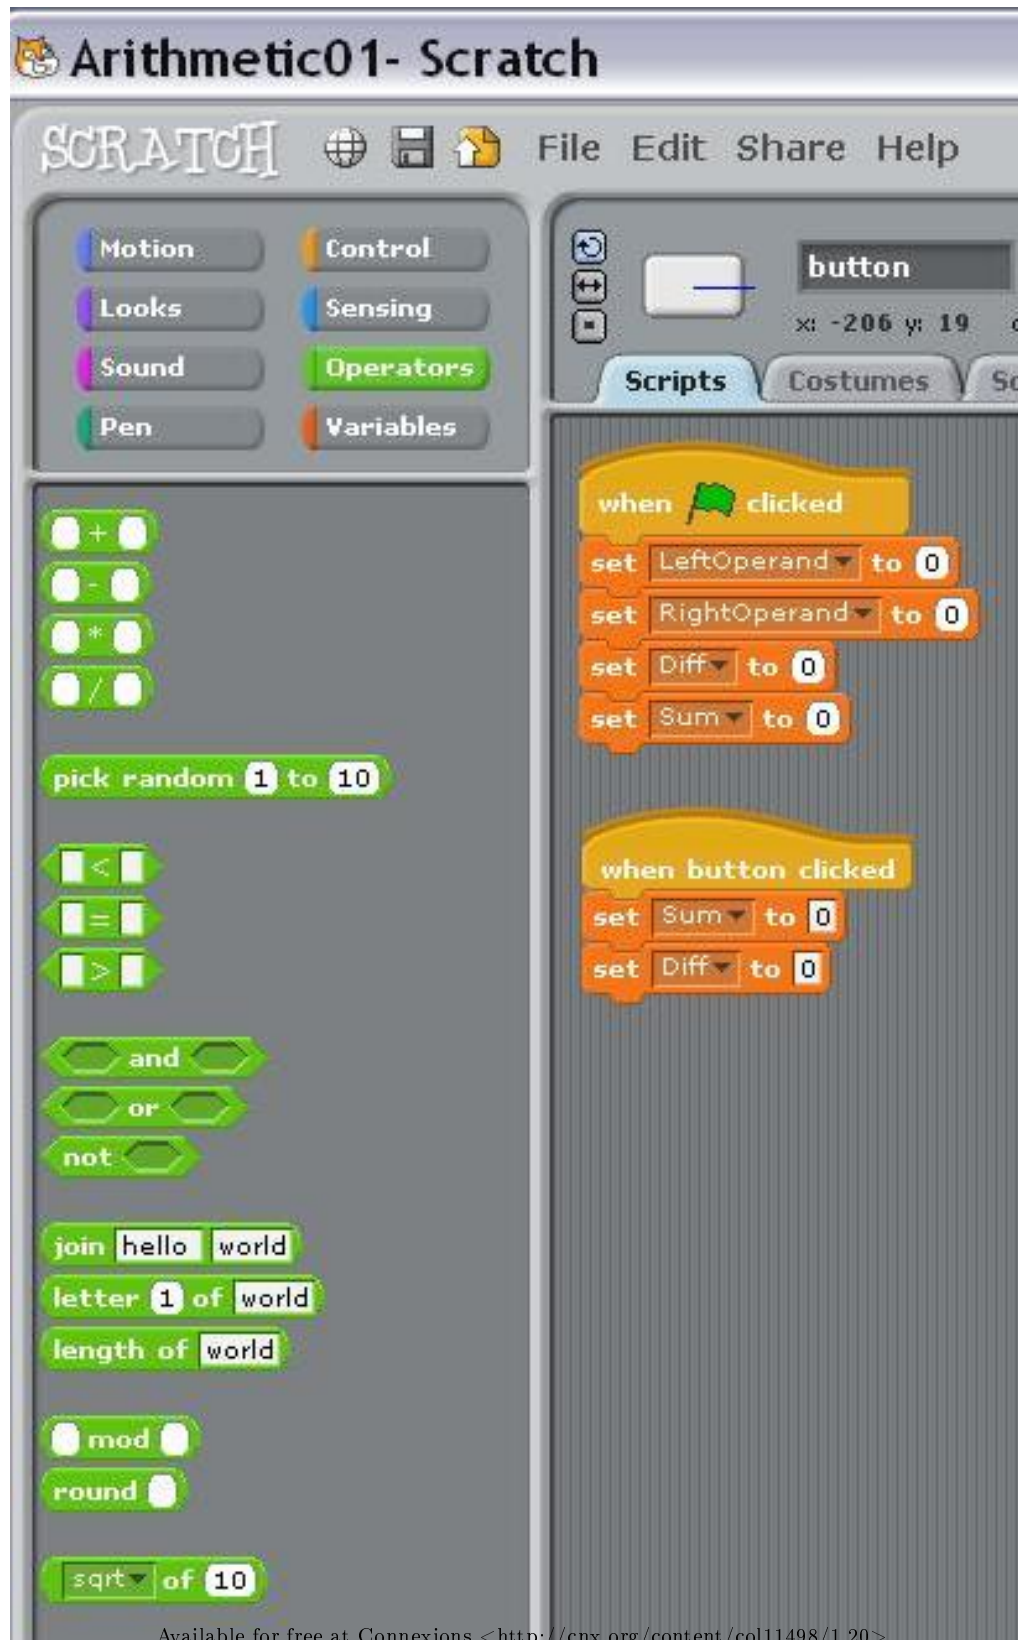 Arithmetic01- Scratch
SCRATCH File Edit Share Help
Motion Control
Looks Sensing
Sound Operators
Pen Variables
button
x: -206 y: 19
Scripts Costumes
+
-
*
/
pick random 1 to 10
<
=
>
and
or
not
join hello world
letter 1 of world
length of world
mod
round
sqrt of 10
when clicked
set LeftOperand to 0
set RightOperand to 0
set Diff to 0
set Sum to 0
when button clicked
set Sum to 0
set Diff to 0
Available for free at Connexions <http://cnx.org/content/col11498/1.20>